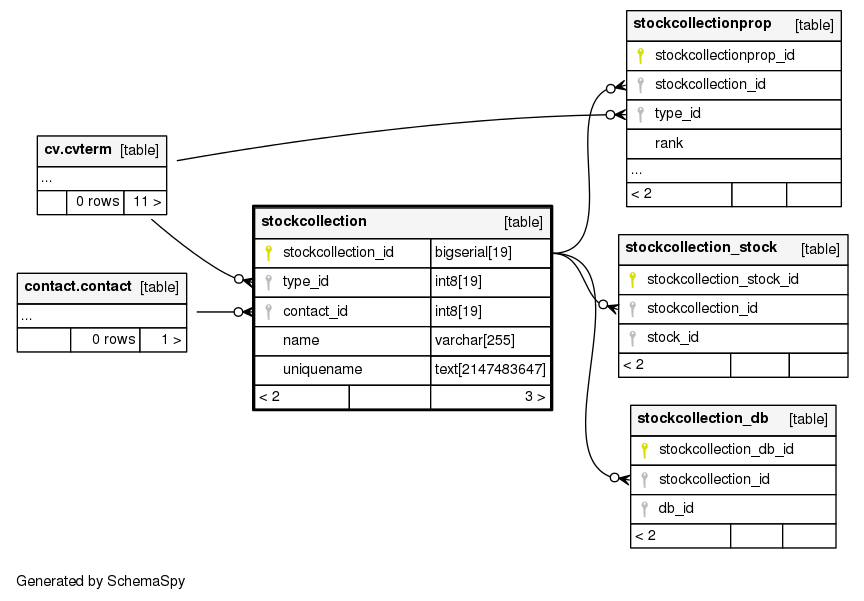 stockcollectionprop [table]
stockcollectionprop_id
stockcollection_id
type_id
rank
...
< 2
cv.cvterm [table]
...
0 rows 11 >
stockcollection [table]
stockcollection_id bigserial[19]
type_id int8[19]
contact_id int8[19]
name varchar[255]
uniquename text[2147483647]
< 2 3 >
contact.contact [table]
...
0 rows 1 >
stockcollection_stock [table]
stockcollection_stock_id
stockcollection_id
stock_id
< 2
stockcollection_db [table]
stockcollection_db_id
stockcollection_id
db_id
< 2
Generated by SchemaSpy